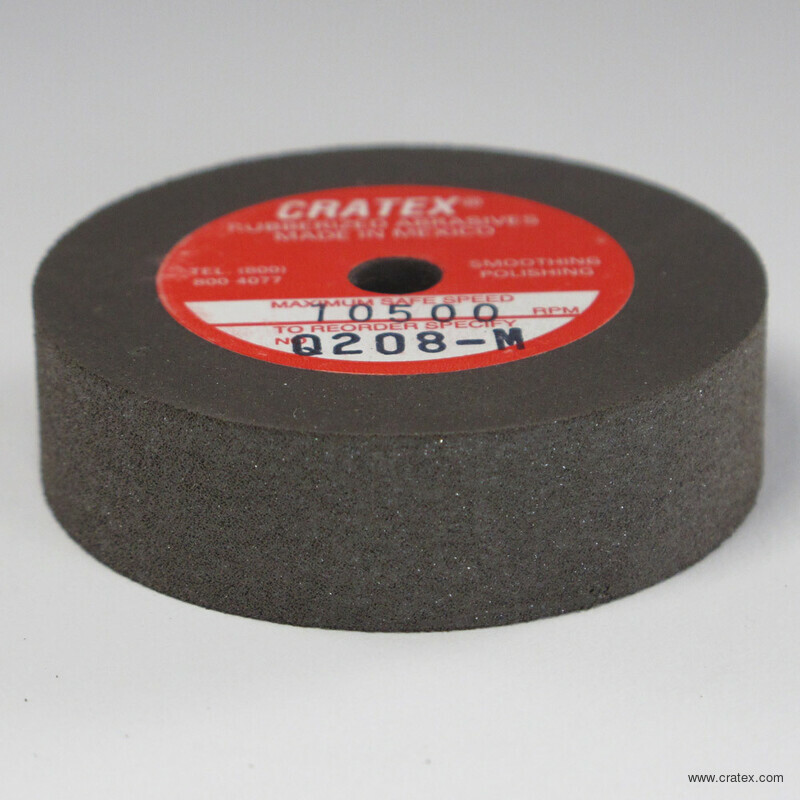 CRATEX®
RUBBERIZED ABRASIVES
MADE IN MEXICO
TEL. (800)
800 4077
SMOOTHING
POLISHING
MAXIMUM SAFE SPEED
10500 RPM
TO REORDER SPECIFY
NO. Q208-M
www.cratex.com